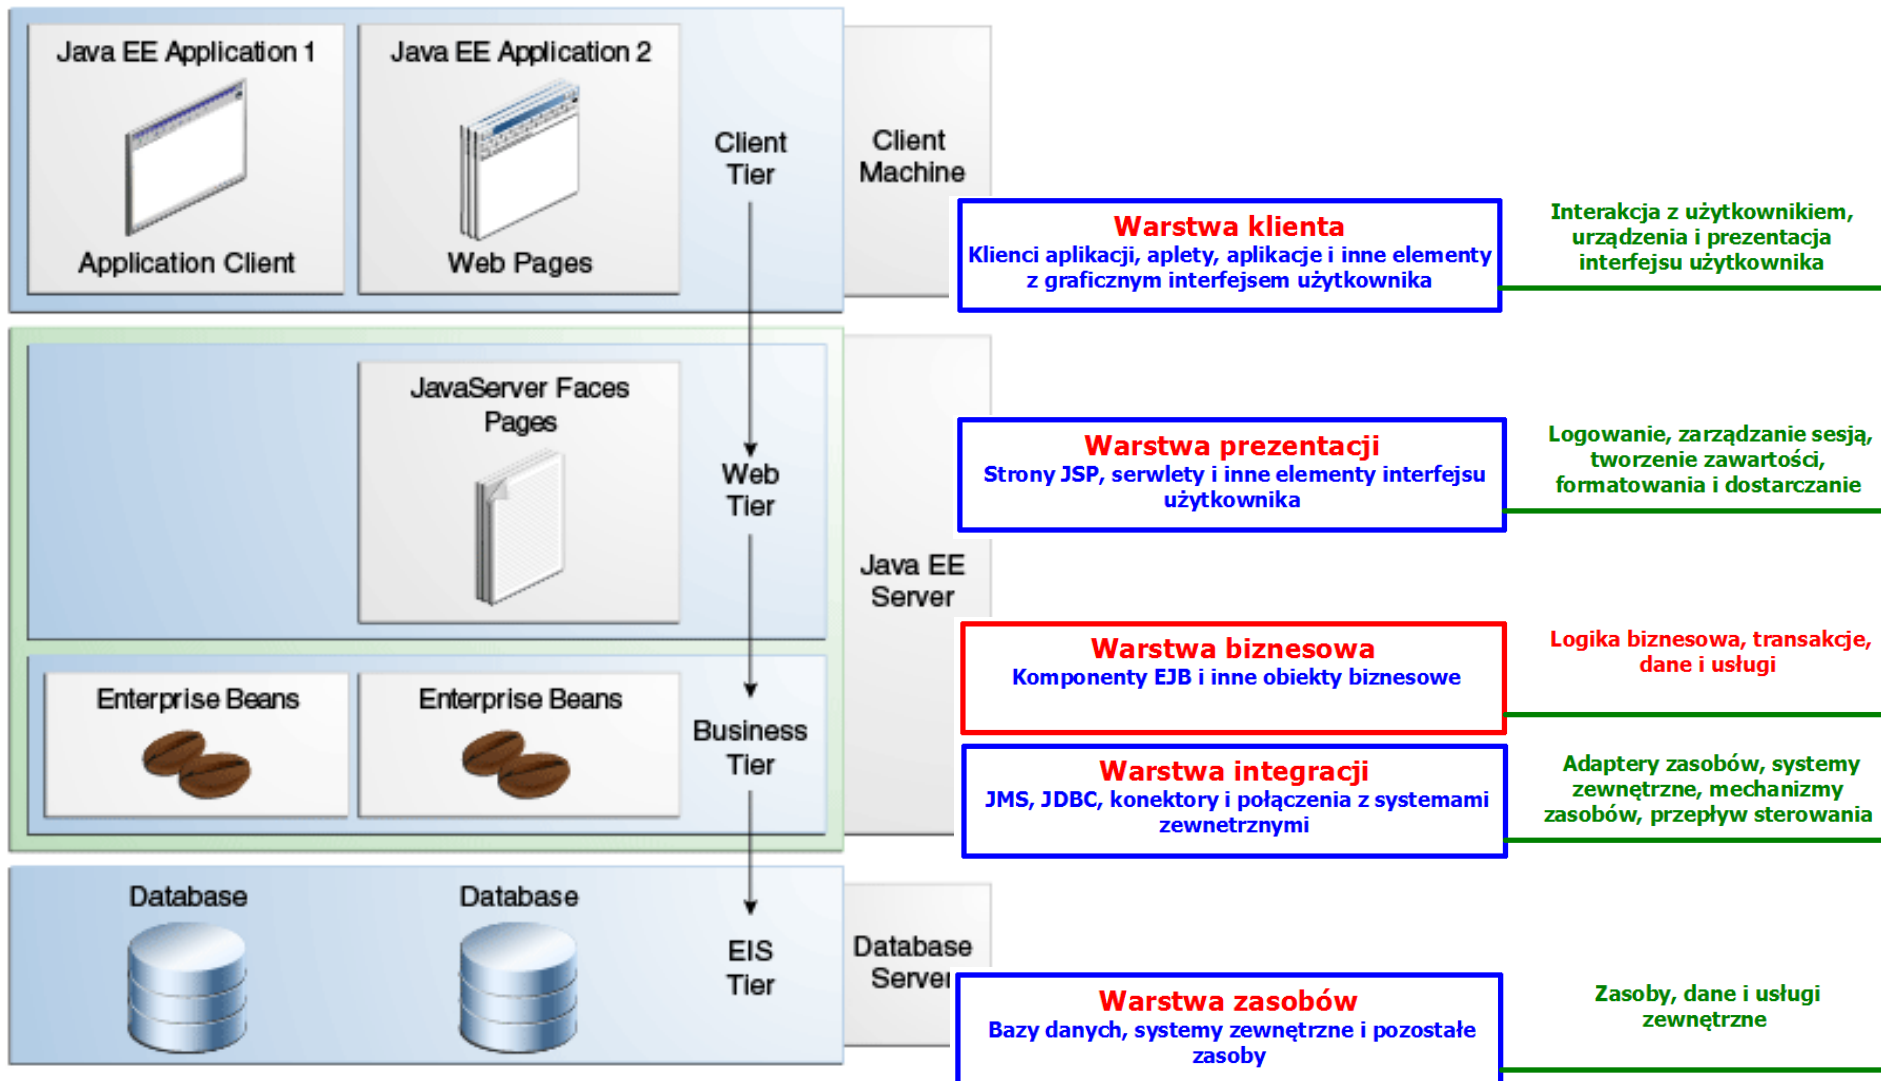 Java EE Application 1
Java EE Application 2
Application Client
Web Pages
Client
Tier
Client
Machine
Warstwa klienta
Klienci aplikacji, aplety, aplikacje i inne elementy
z graficznym interfejsem użytkownika
Interakcja z użytkownikiem,
urządzenia i prezentacja
interfejsu użytkownika
JavaServer Faces
Pages
Web
Tier
Java EE
Server
Warstwa prezentacji
Strony JSP, serwlety i inne elementy interfejsu
użytkownika
Logowanie, zarządzanie sesją,
tworzenie zawartości,
formatowania i dostarczanie
Enterprise Beans
Enterprise Beans
Business
Tier
Warstwa biznesowa
Komponenty EJB i inne obiekty biznesowe
Logika biznesowa, transakcje,
dane i usługi
Warstwa integracji
JMS, JDBC, konektory i połączenia z systemami
zewnetrznymi
Adaptery zasobów, systemy
zewnętrzne, mechanizmy
zasobów, przepływ sterowania
Database
Database
EIS
Tier
Database
Server
Warstwa zasobów
Bazy danych, systemy zewnętrzne i pozostałe
zasoby
Zasoby, dane i usługi
zewnętrzne